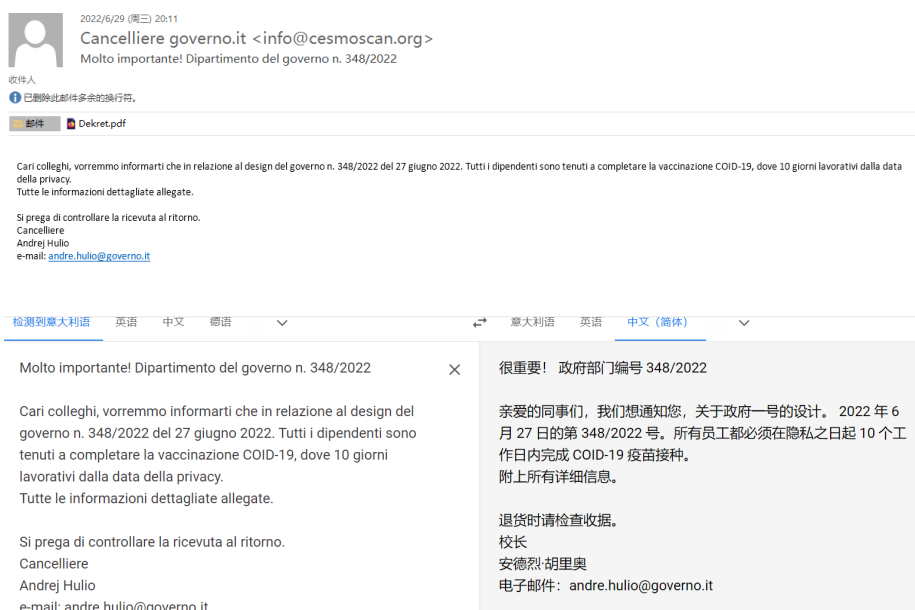 2022/6/29 (周三) 20:11
Cancelliere governo.it <info@cesmoscan.org>
Molto importante! Dipartimento del governo n. 348/2022
收件人
已删除此邮件多余的换行符。
邮件 Dekret.pdf
Cari colleghi, vorremmo informarti che in relazione al design del governo n. 348/2022 del 27 giugno 2022. Tutti i dipendenti sono tenuti a completare la vaccinazione COID-19, dove 10 giorni lavorativi dalla data
della privacy.
Tutte le informazioni dettagliate allegate.
Si prega di controllare la ricevuta al ritorno.
Cancelliere
Andrej Hulio
e-mail: andre.hulio@governo.it
检测到意大利语 英语 中文 德语 意大利语 英语 中文（简体）
Molto importante! Dipartimento del governo n. 348/2022
Cari colleghi, vorremmo informarti che in relazione al design del
governo n. 348/2022 del 27 giugno 2022. Tutti i dipendenti sono
tenuti a completare la vaccinazione COID-19, dove 10 giorni
lavorativi dalla data della privacy.
Tutte le informazioni dettagliate allegate.
Si prega di controllare la ricevuta al ritorno.
Cancelliere
Andrej Hulio
e-mail: andre.hulio@governo.it
很重要！ 政府部门编号 348/2022
亲爱的同事们，我们想通知您，关于政府一号的设计。 2022 年 6
月 27 日的第 348/2022 号。所有员工都必须在隐私之日起 10 个工
作日内完成 COID-19 疫苗接种。
附上所有详细信息。
退货时请检查收据。
校长
安德烈·胡里奥
电子邮件：andre.hulio@governo.it